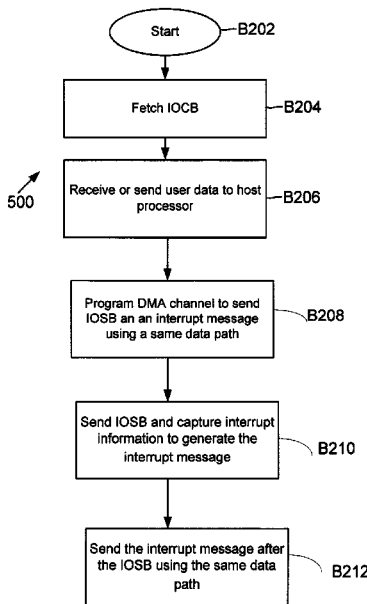 Start
B202
Fetch IOCB
B204
500
Receive or send user data to host
processor
B206
Program DMA channel to send
IOSB an an interrupt message
using a same data path
B208
Send IOSB and capture interrupt
information to generate the
interrupt message
B210
Send the interrupt message after
the IOSB using the same data
path
B212